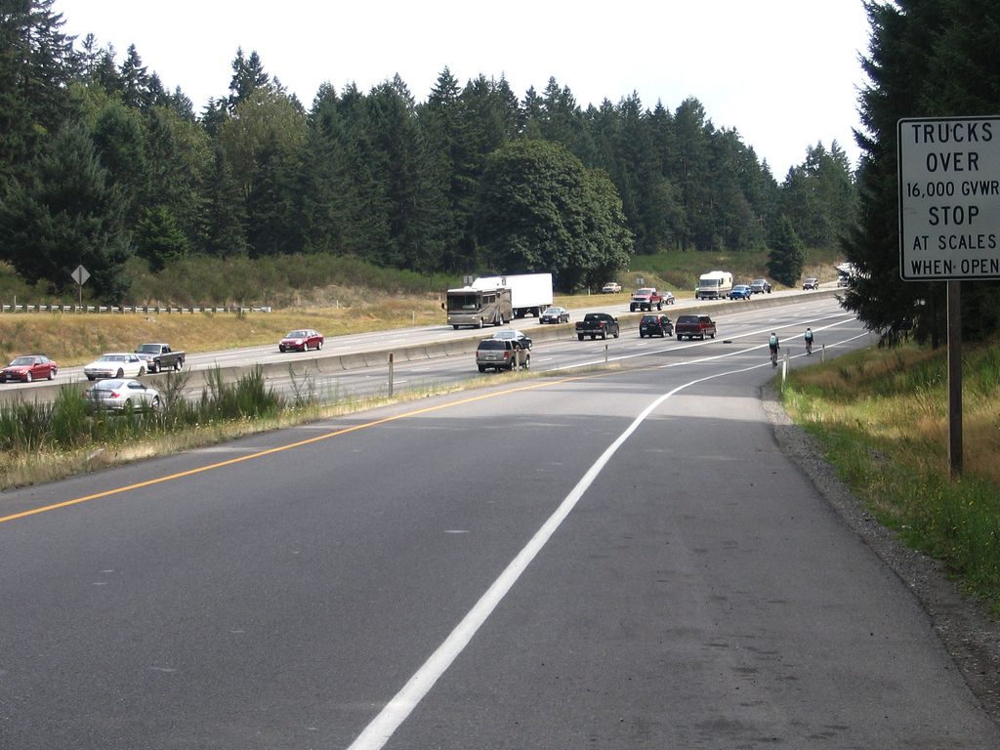 TRUCKS
OVER
16,000 GVWR
STOP
AT SCALES
WHEN OPEN